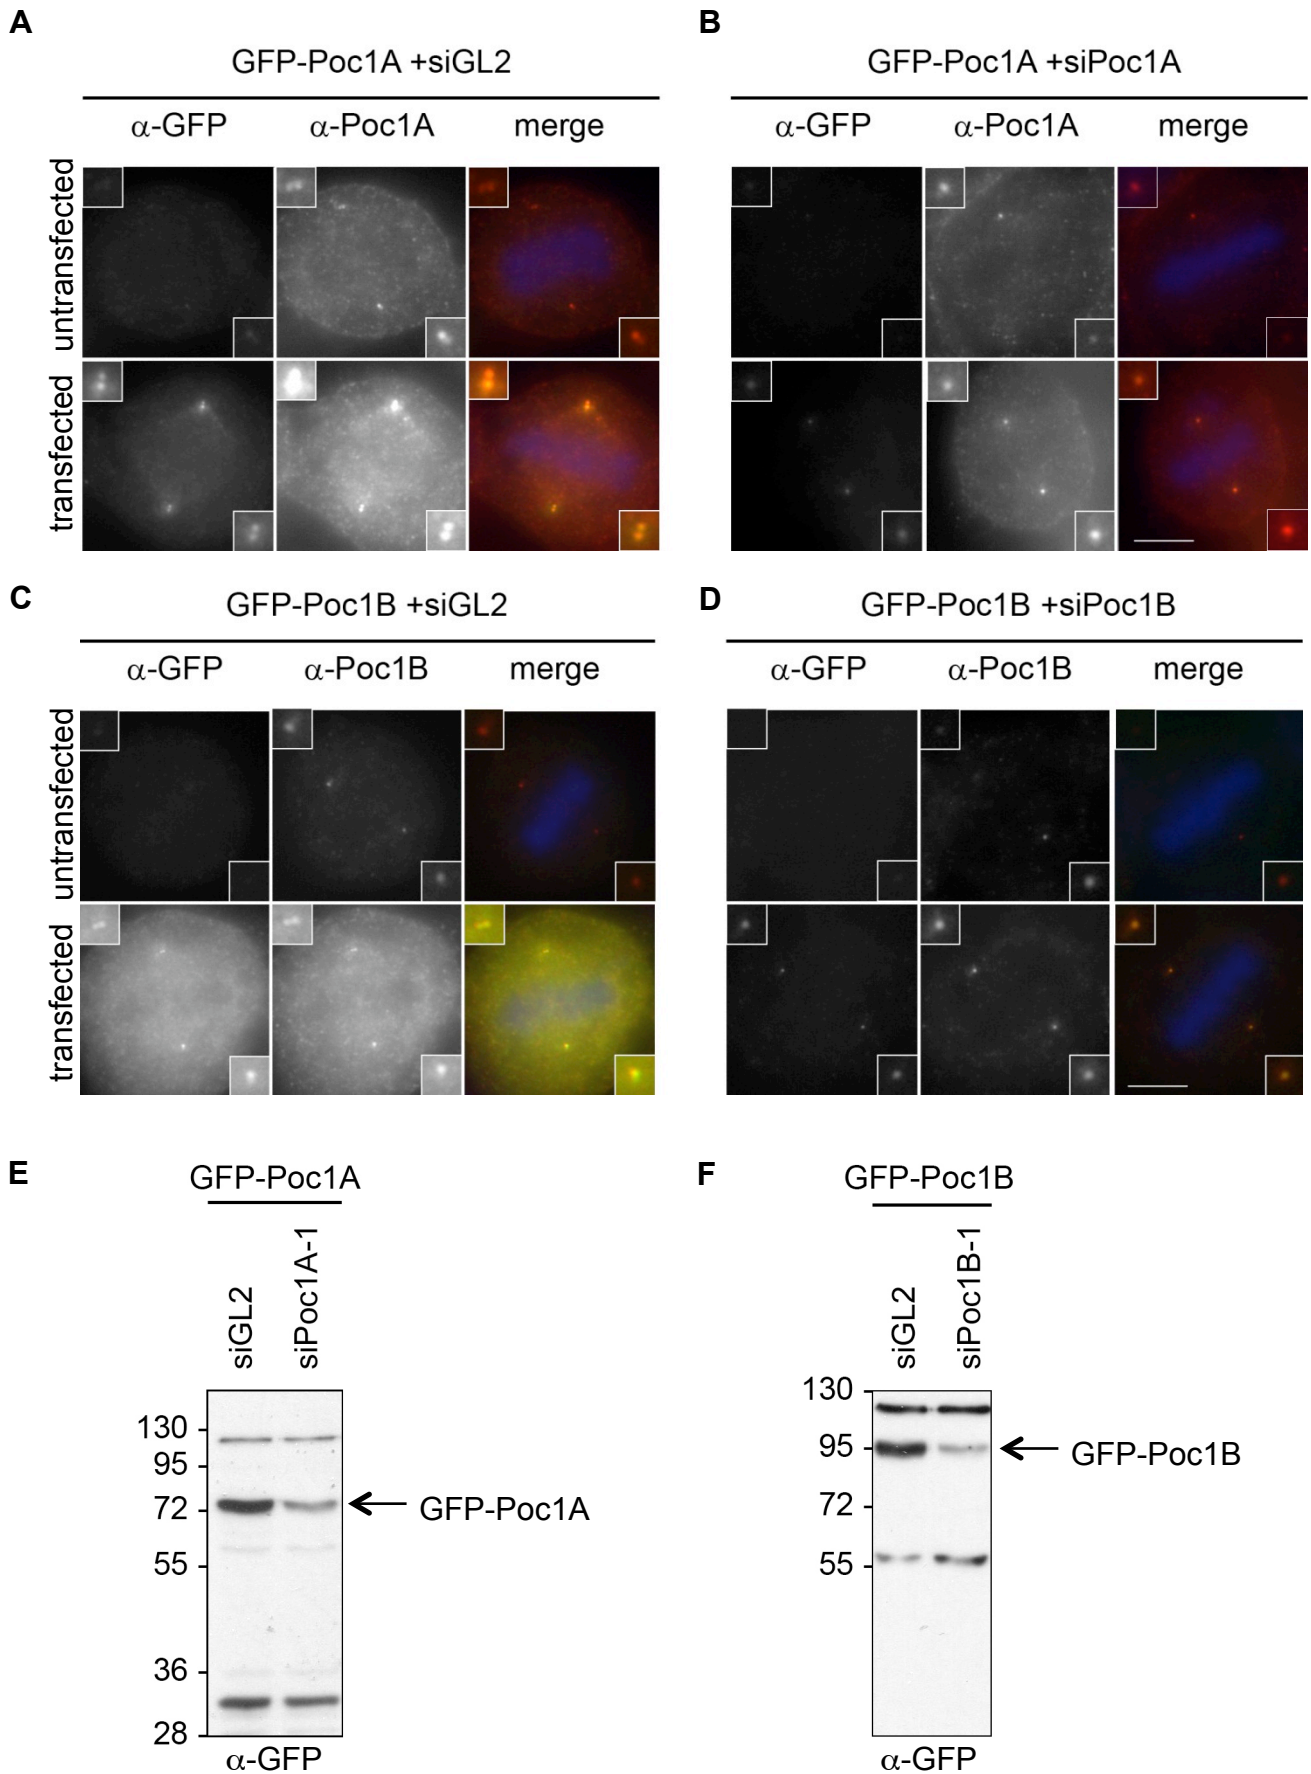 A
GFP-Poc1A +siGL2
α-GFP α-Poc1A merge
untransfected
transfected
B
GFP-Poc1A +siPoc1A
α-GFP α-Poc1A merge
C
GFP-Poc1B +siGL2
α-GFP α-Poc1B merge
untransfected
transfected
D
GFP-Poc1B +siPoc1B
α-GFP α-Poc1B merge
E
GFP-Poc1A
siGL2
siPoc1A-1
130
95
72
55
36
28
GFP-Poc1A
α-GFP
F
GFP-Poc1B
siGL2
siPoc1B-1
130
95
72
55
GFP-Poc1B
α-GFP